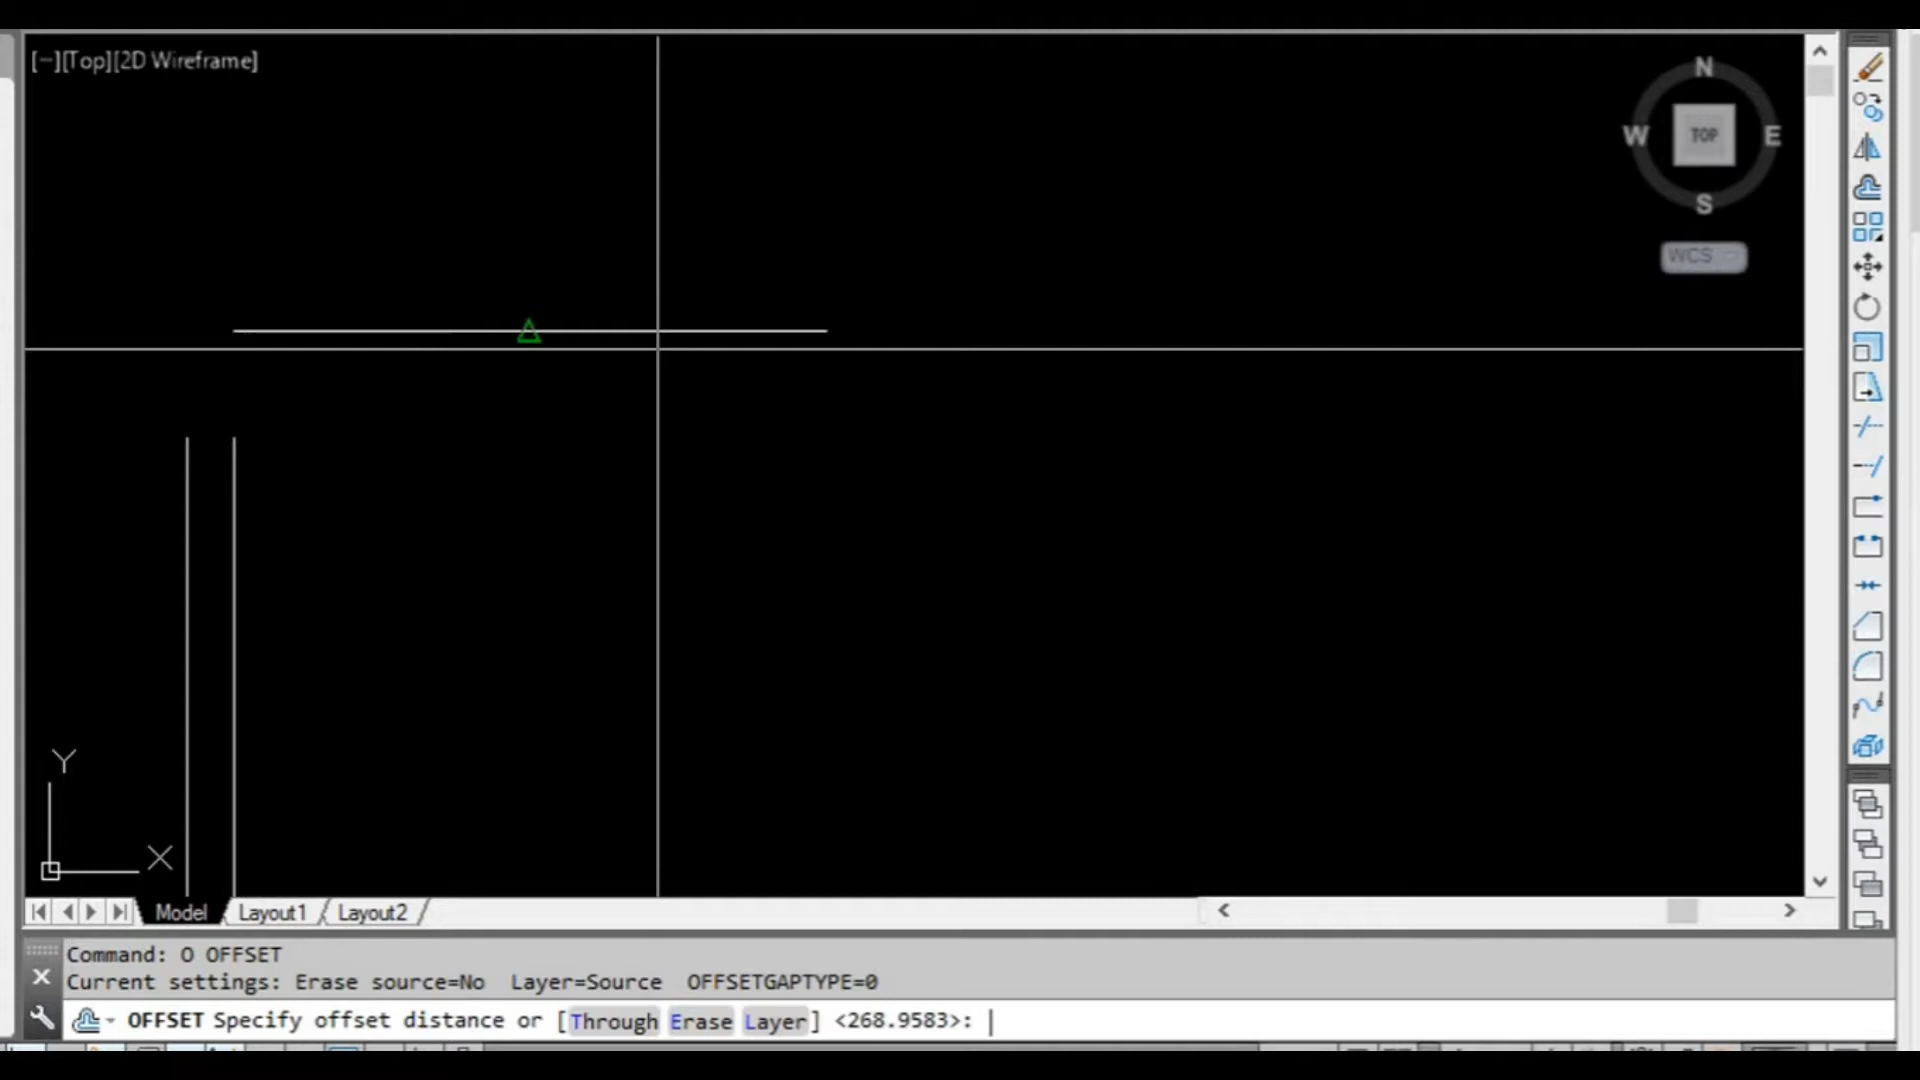 [−][Top][2D Wireframe]
N
W
TOP
E
S
WCS
Y
X
Model
Layout1
Layout2
Command: O OFFSET
Current settings: Erase source=No  Layer=Source  OFFSETGAPTYPE=0
OFFSET Specify offset distance or [Through Erase Layer] <268.9583>: